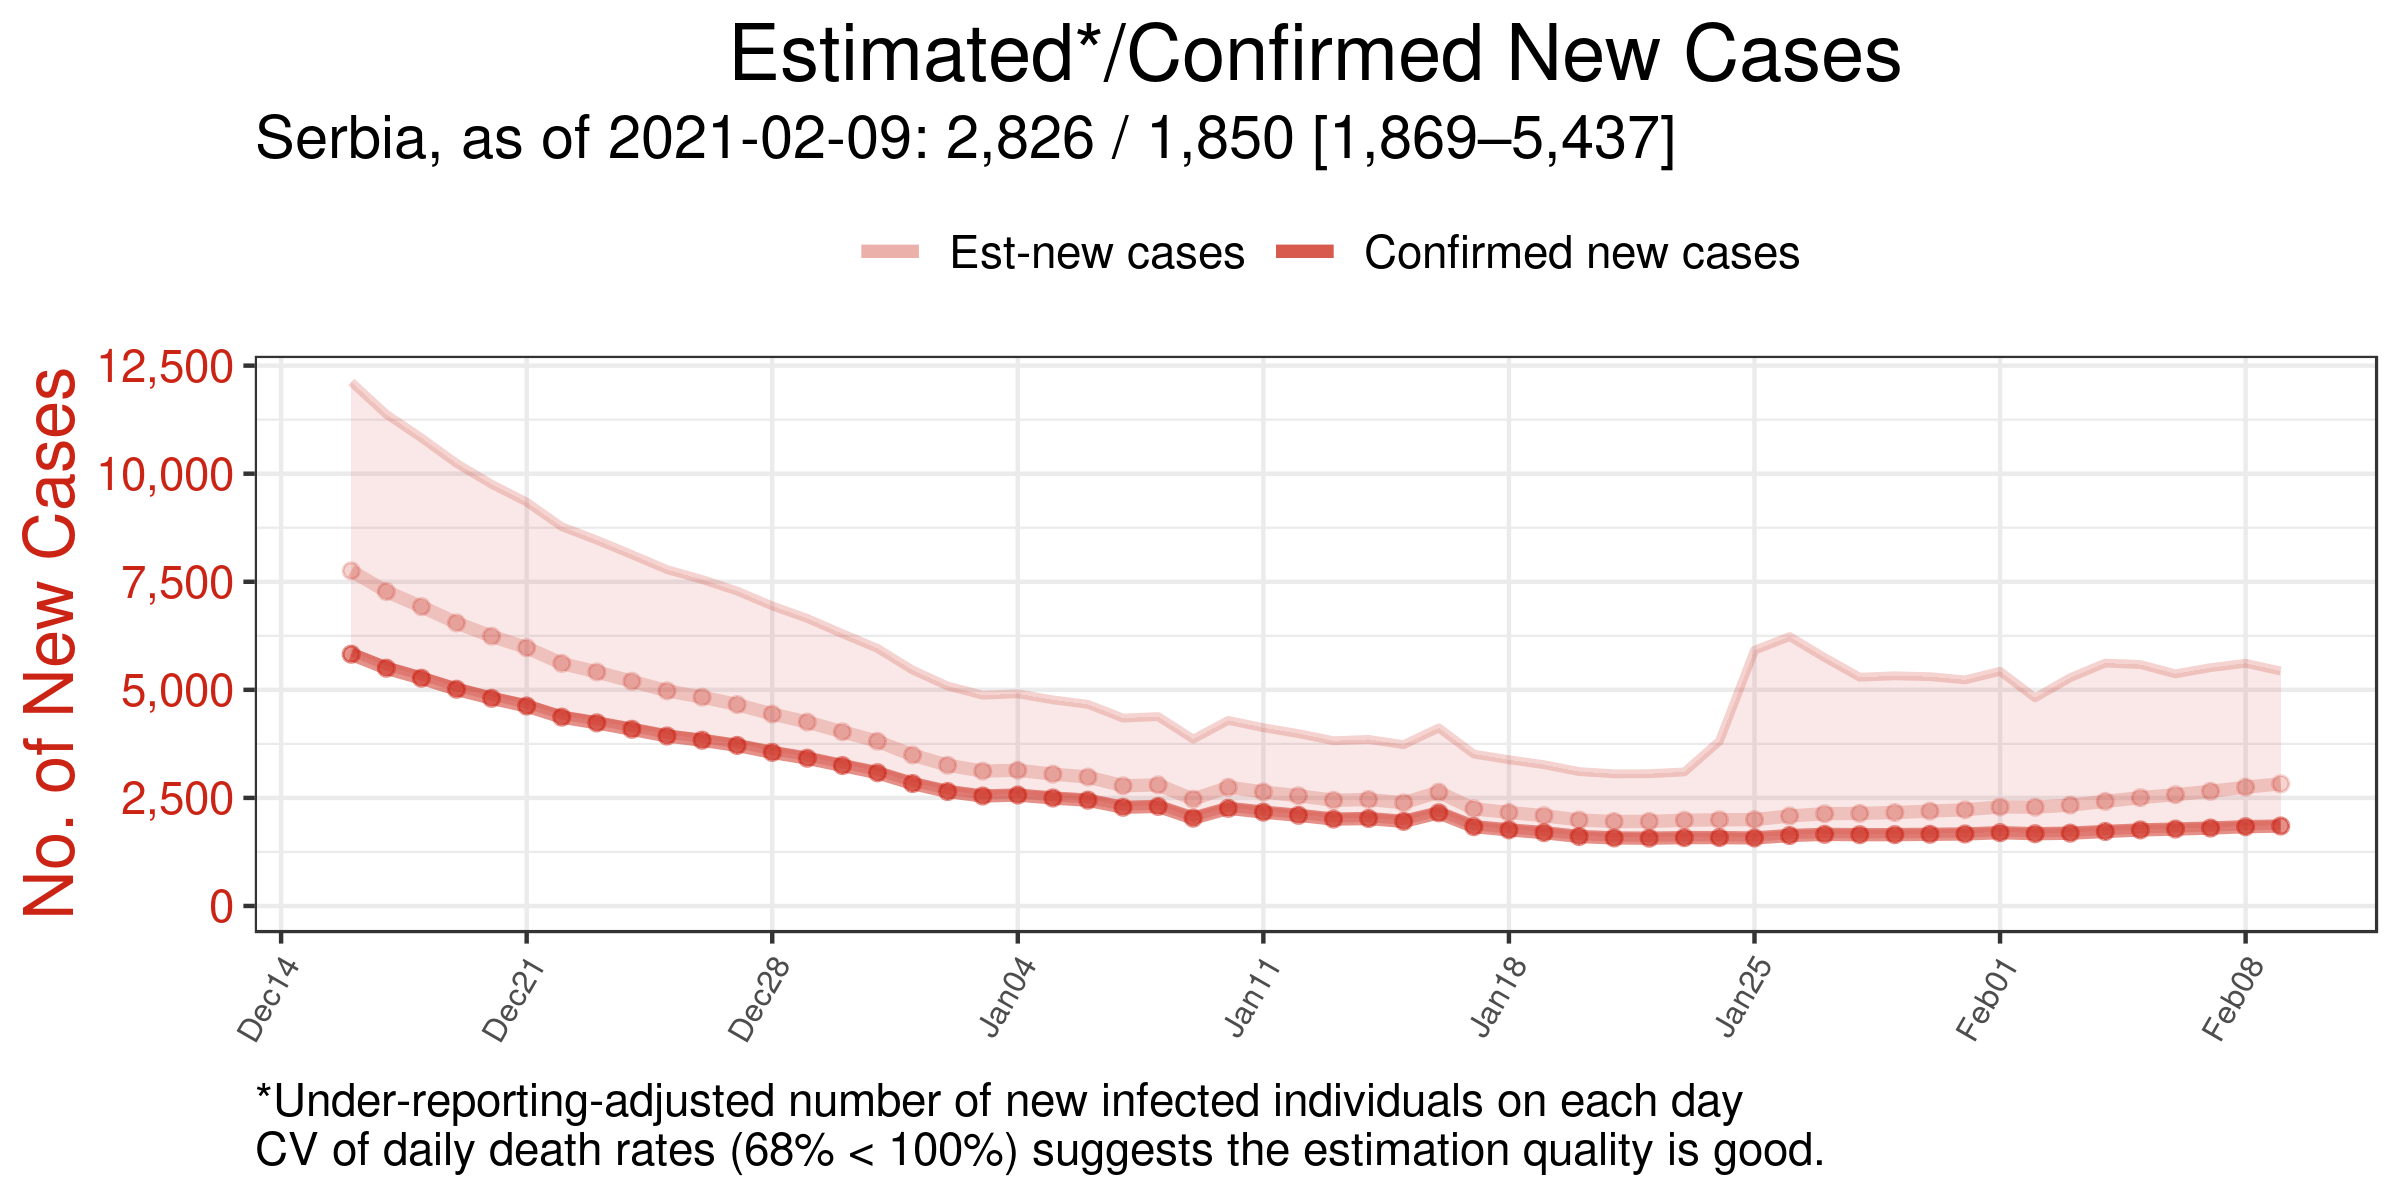 Estimated*/Confirmed New Cases
Serbia, as of 2021-02-09: 2,826 / 1,850 [1,869–5,437]
Est-new cases
Confirmed new cases
No. of New Cases
12,500
10,000
7,500
5,000
2,500
0
Dec14
Dec21
Dec28
Jan04
Jan11
Jan18
Jan25
Feb01
Feb08
*Under-reporting-adjusted number of new infected individuals on each day
CV of daily death rates (68% < 100%) suggests the estimation quality is good.